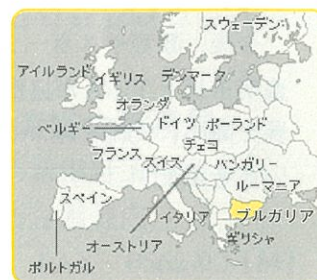 スウェーデン
アイルランド
イギリス
デンマーク
オランダ
ベルギー
ドイツ
ポーランド
チェコ
フランス
スイス
ハンガリー
ルーマニア
スペイン
イタリア
ブルガリア
オーストリア
ギリシャ
ポルトガル